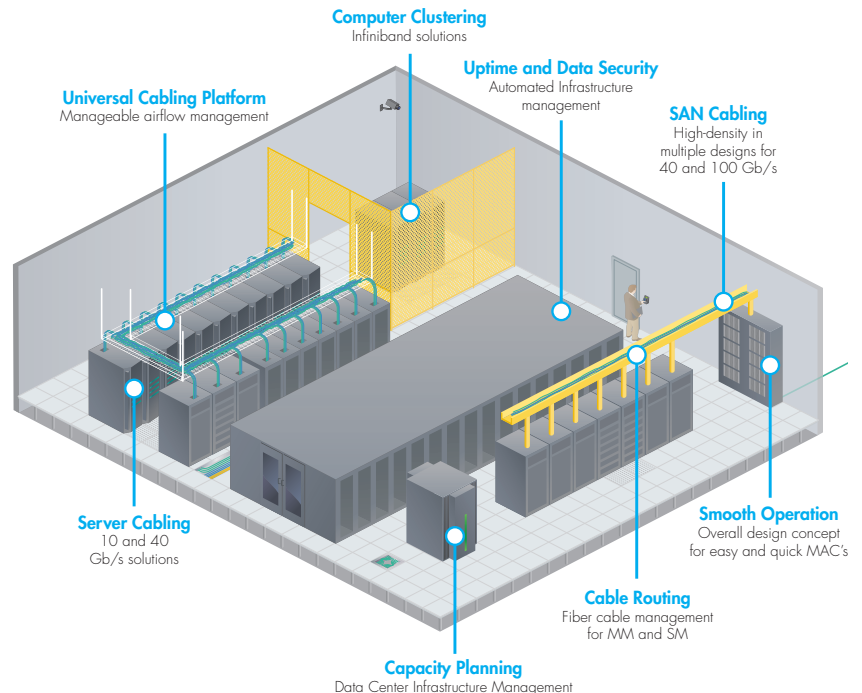 Computer Clustering
Infiniband solutions
Uptime and Data Security
Automated Infrastructure
management
Universal Cabling Platform
Manageable airflow management
SAN Cabling
High-density in
multiple designs for
40 and 100 Gb/s
Server Cabling
10 and 40
Gb/s solutions
Smooth Operation
Overall design concept
for easy and quick MAC's
Cable Routing
Fiber cable management
for MM and SM
Capacity Planning
Data Center Infrastructure Management